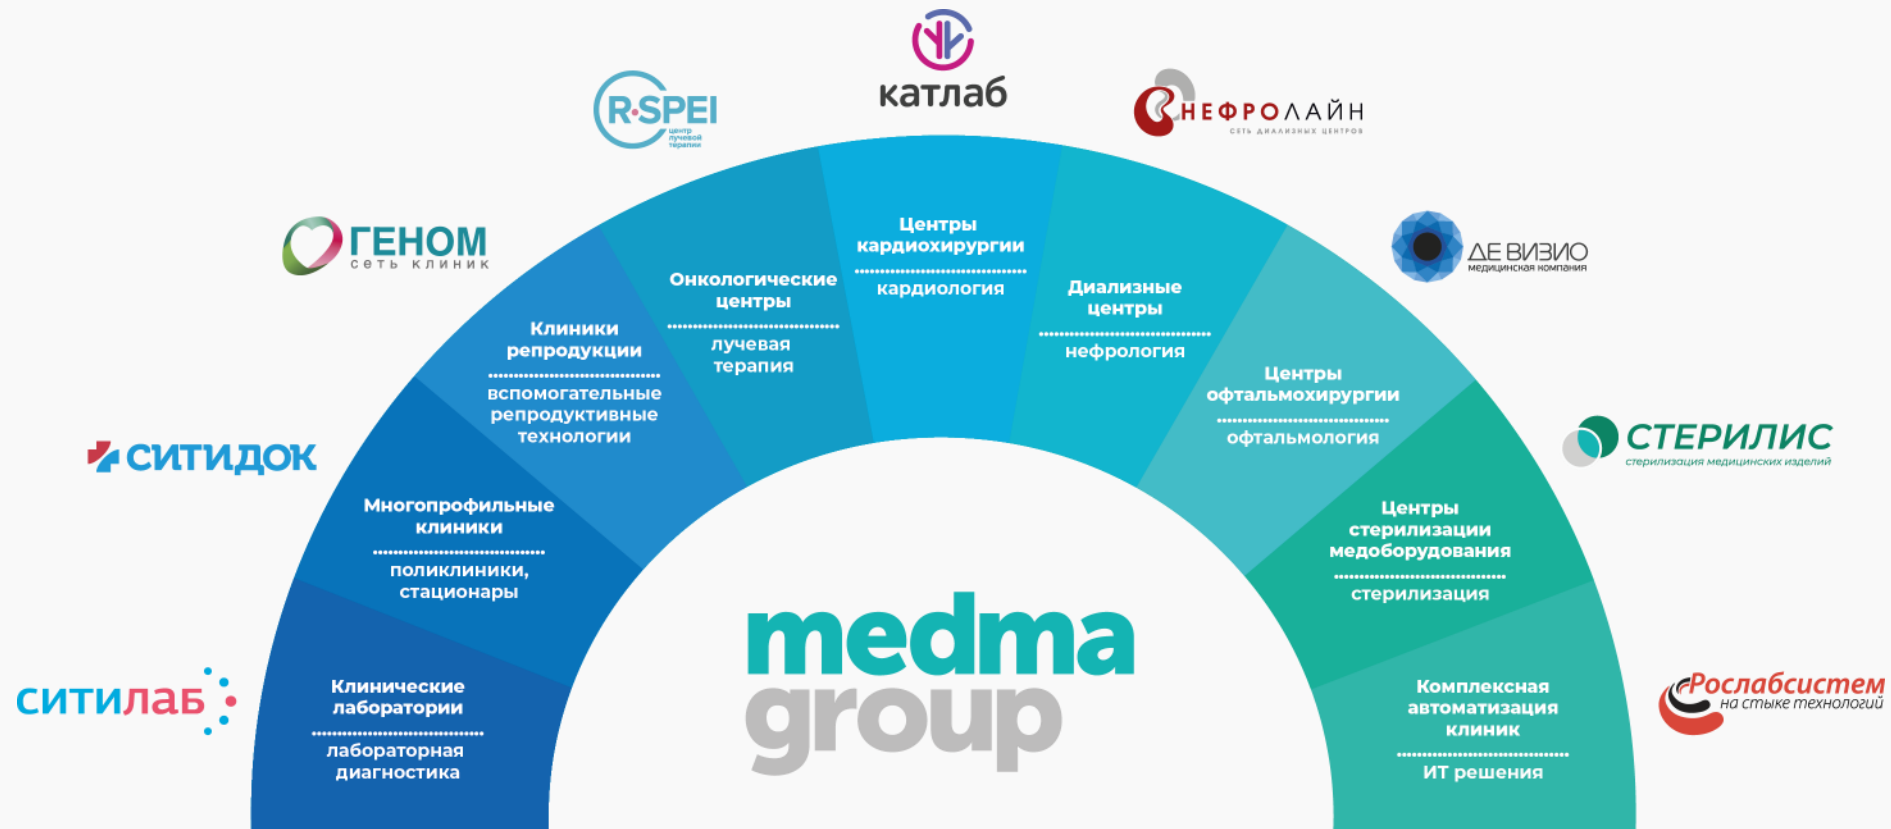 катлаб
R·SPEI
центр
лучевой
терапии
НЕФРОЛАЙН
СЕТЬ ДИАЛИЗНЫХ ЦЕНТРОВ
ГЕНОМ
сеть клиник
ДЕ ВИЗИО
медицинская компания
СИТИДОК
СТЕРИЛИС
стерилизация медицинских изделий
ситилаб
Рослабсистем
на стыке технологий
Клинические
лаборатории
лабораторная
диагностика
Многопрофильные
клиники
поликлиники,
стационары
Клиники
репродукции
вспомогательные
репродуктивные
технологии
Онкологические
центры
лучевая
терапия
Центры
кардиохирургии
кардиология
Диализные
центры
нефрология
Центры
офтальмохирургии
офтальмология
Центры
стерилизации
медоборудования
стерилизация
Комплексная
автоматизация
клиник
ИТ решения
medma
group